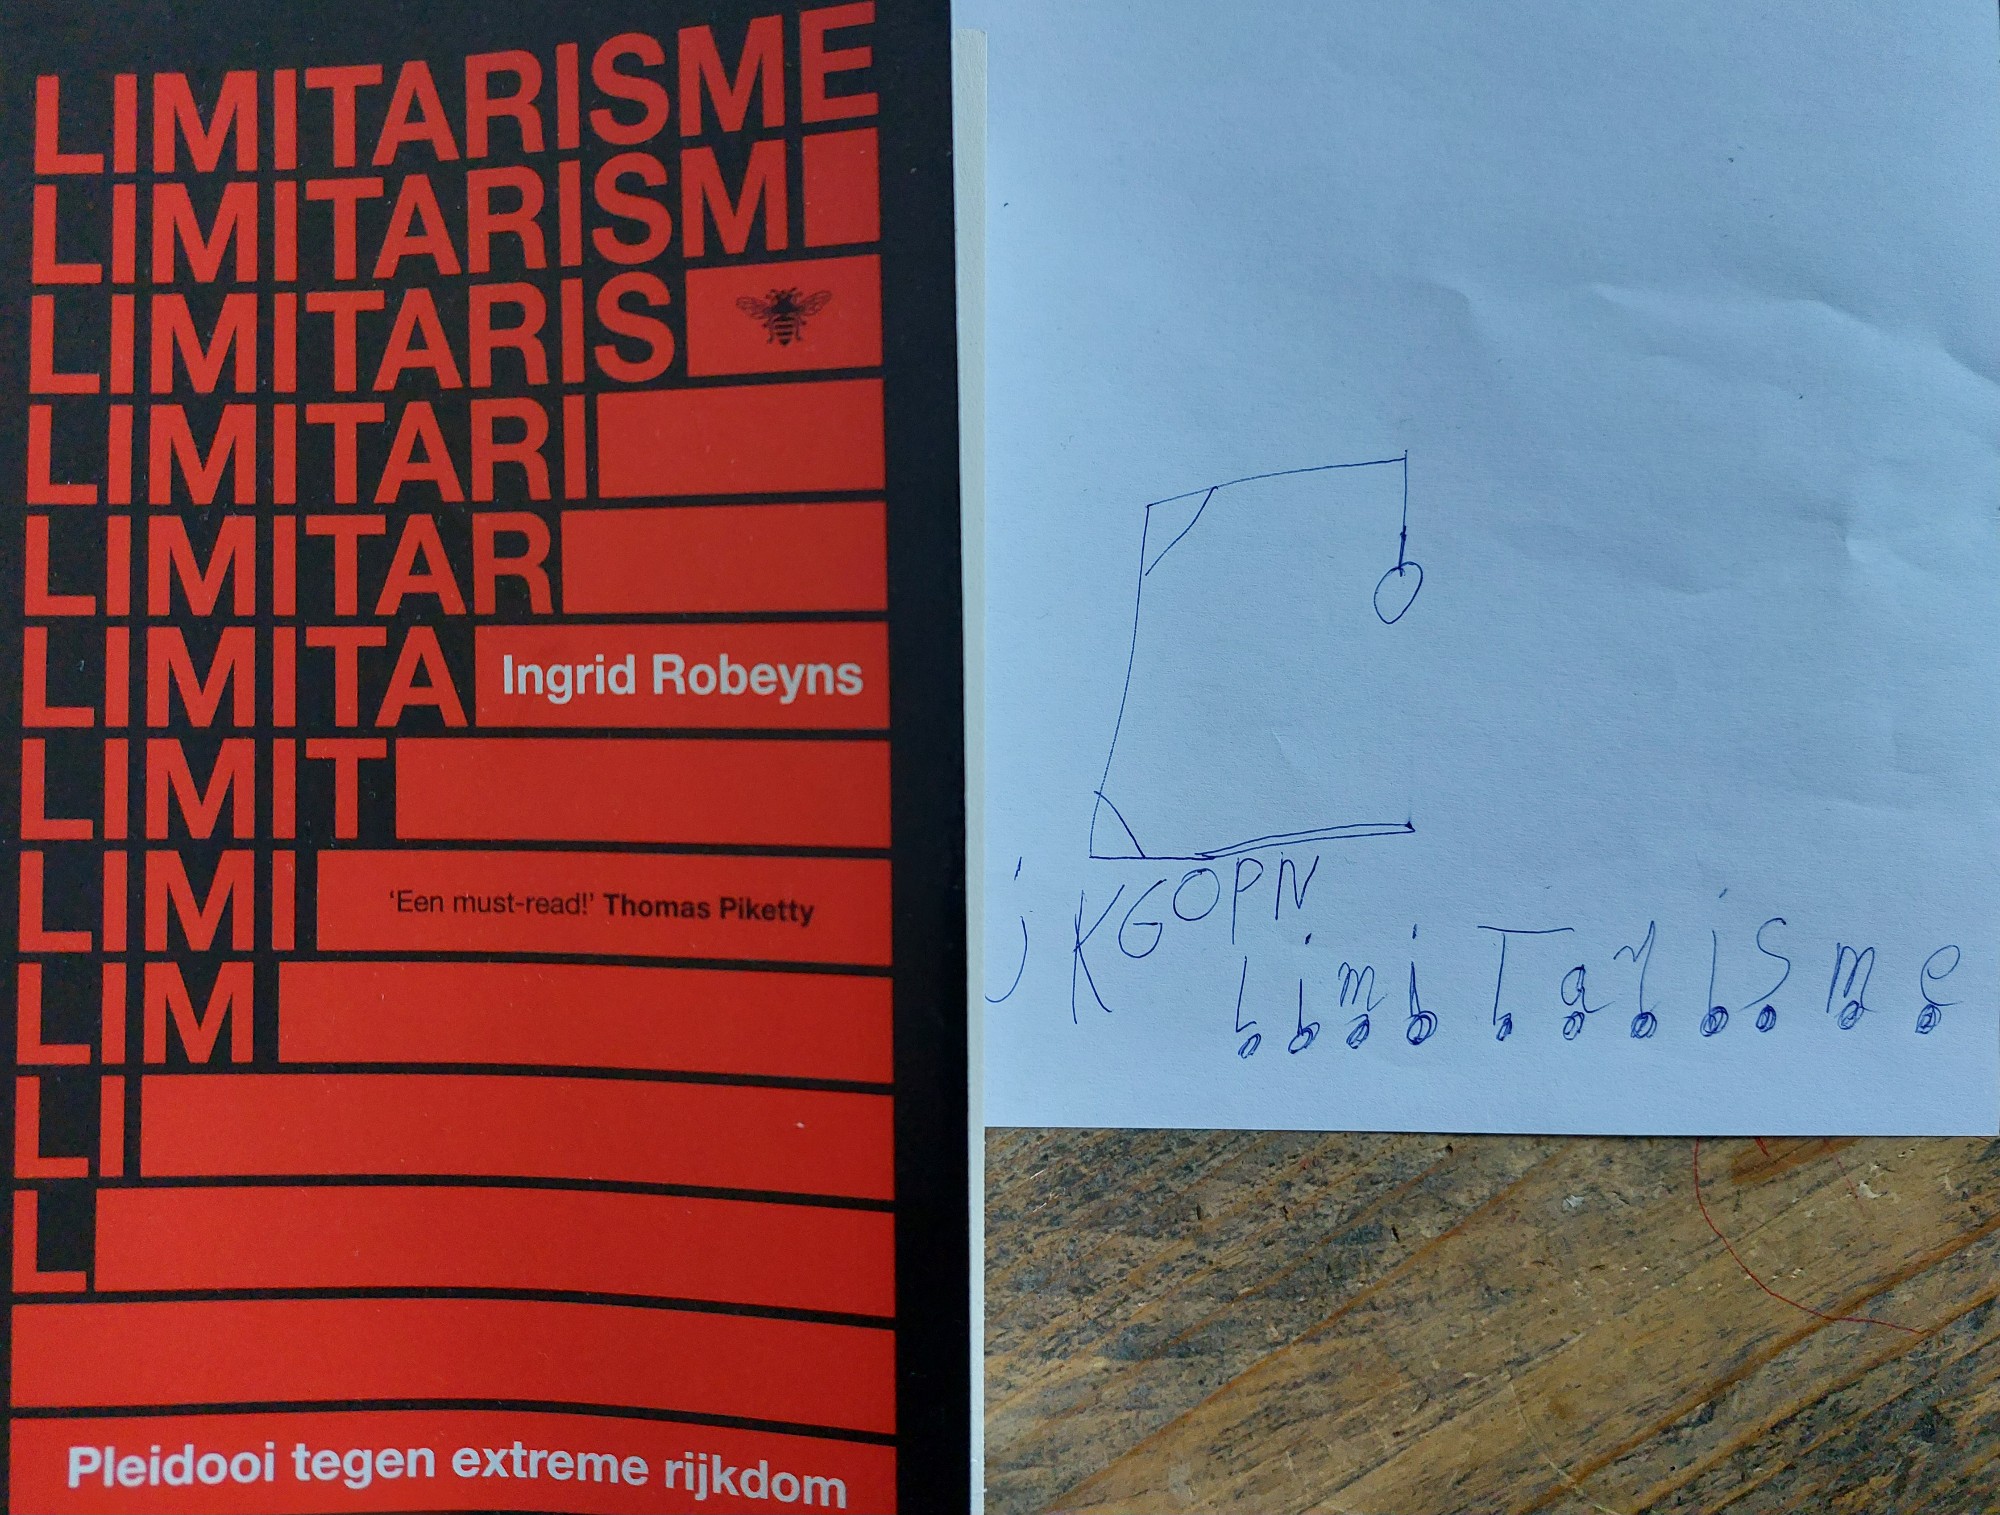 LIMITARISME
LIMITARISM
LIMITARIS
LIMITARI
LIMITAR
LIMITA
Ingrid Robeyns
LIMIT
LIMI
'Een must-read!' Thomas Piketty
LIM
LI
L
Pleidooi tegen extreme rijkdom
j K G O P N
LimiTarisme